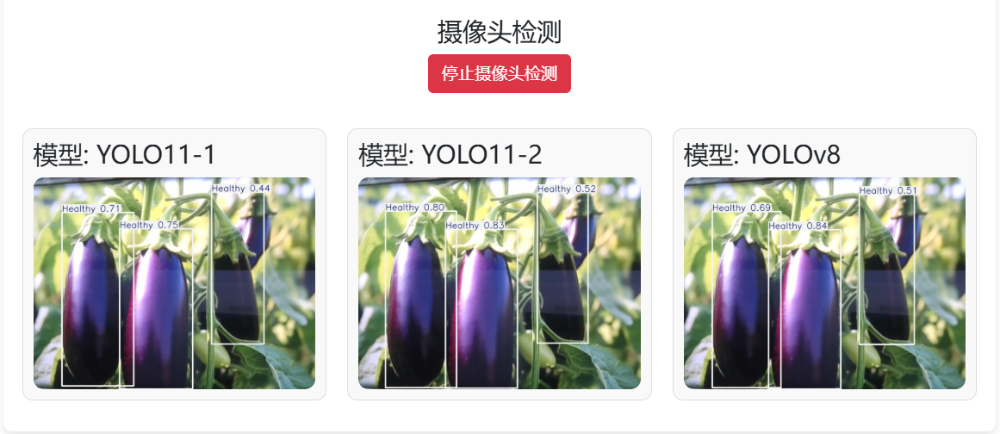 摄像头检测
停止摄像头检测
模型: YOLO11-1
Healthy 0.44
Healthy 0.71
Healthy 0.75
模型: YOLO11-2
Healthy 0.52
Healthy 0.80
Healthy 0.83
模型: YOLOv8
Healthy 0.51
Healthy 0.69
Healthy 0.84